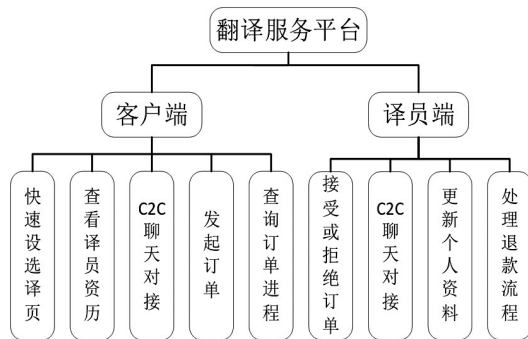 翻译服务平台
客户端
译员端
快速设选译页
查看译员资历
C2C聊天对接
发起订单
查询订单进程
接受或拒绝订单
C2C聊天对接
更新个人资料
处理退款流程